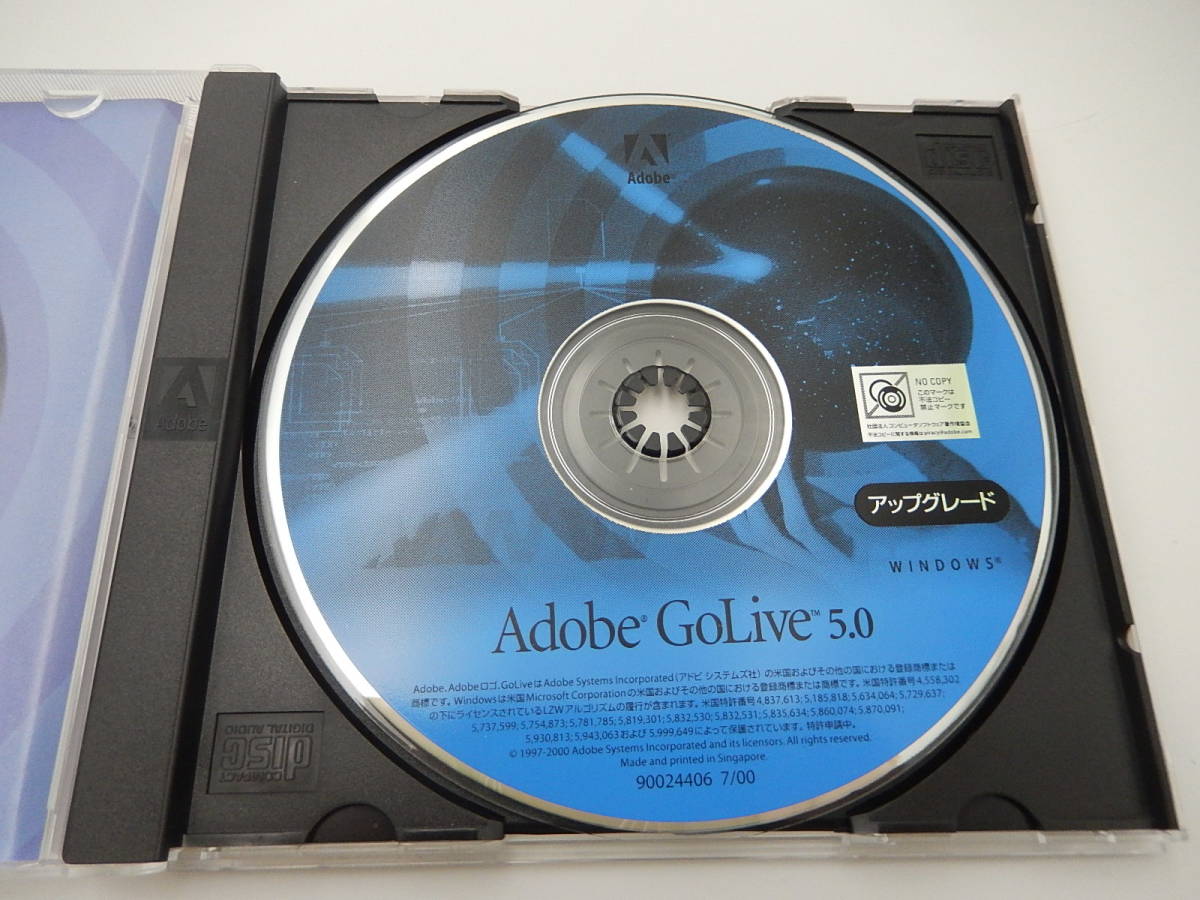 Adobe
NO COPY
このマークは
不法コピー
禁止マークです
社団法人コンピュータソフトウェア著作権協会
不法コピーに関する情報は piracy@adobe.com
アップグレード
WINDOWS®
Adobe® GoLive™ 5.0
Adobe、Adobeロゴ、GoLiveはAdobe Systems Incorporated(アドビ システムズ社)の米国およびその他の国における登録商標または
商標です。Windowsは米国Microsoft Corporationの米国およびその他の国における登録商標または商標です。米国特許番号4,558,302
の下にライセンスされているLZWアルゴリズムの履行が含まれます。米国特許番号4,837,613; 5,185,818; 5,634,064; 5,729,637;
5,737,599; 5,754,873; 5,781,785; 5,819,301; 5,832,530; 5,832,531; 5,835,634; 5,860,074; 5,870,091;
5,930,813; 5,943,063および5,999,649によって保護されています。特許申請中。
© 1997-2000 Adobe Systems Incorporated and its licensors. All rights reserved.
Made and printed in Singapore.
90024406 7/00
Adobe
COMPACT
disc
DIGITAL AUDIO
disc